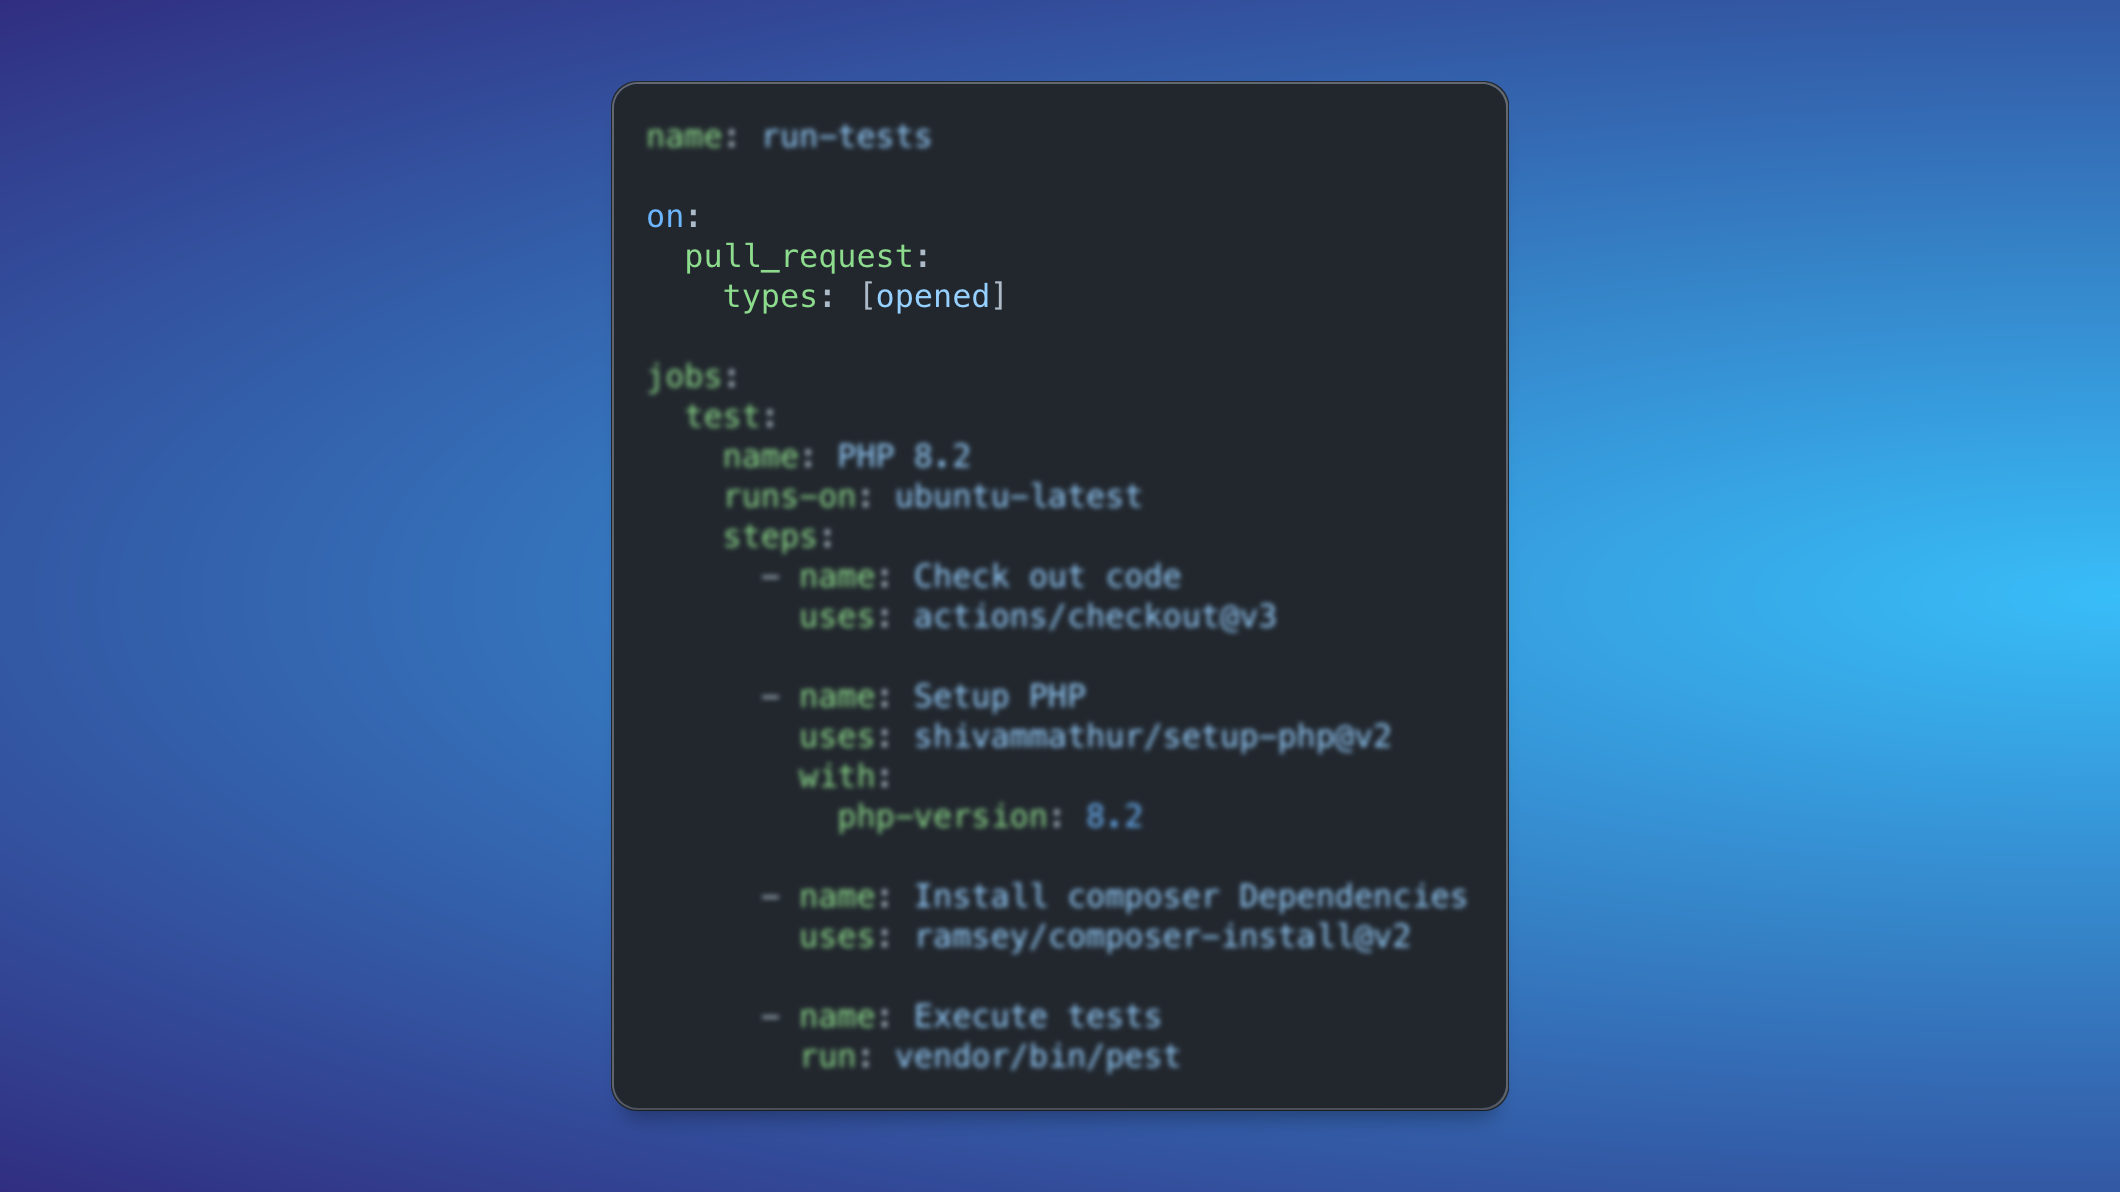 name: run-tests
on:
  pull_request:
    types: [opened]
jobs:
  test:
    name: PHP 8.2
    runs-on: ubuntu-latest
    steps:
      - name: Check out code
        uses: actions/checkout@v3
      - name: Setup PHP
        uses: shivammathur/setup-php@v2
        with:
          php-version: 8.2
      - name: Install composer Dependencies
        uses: ramsey/composer-install@v2
      - name: Execute tests
        run: vendor/bin/pest